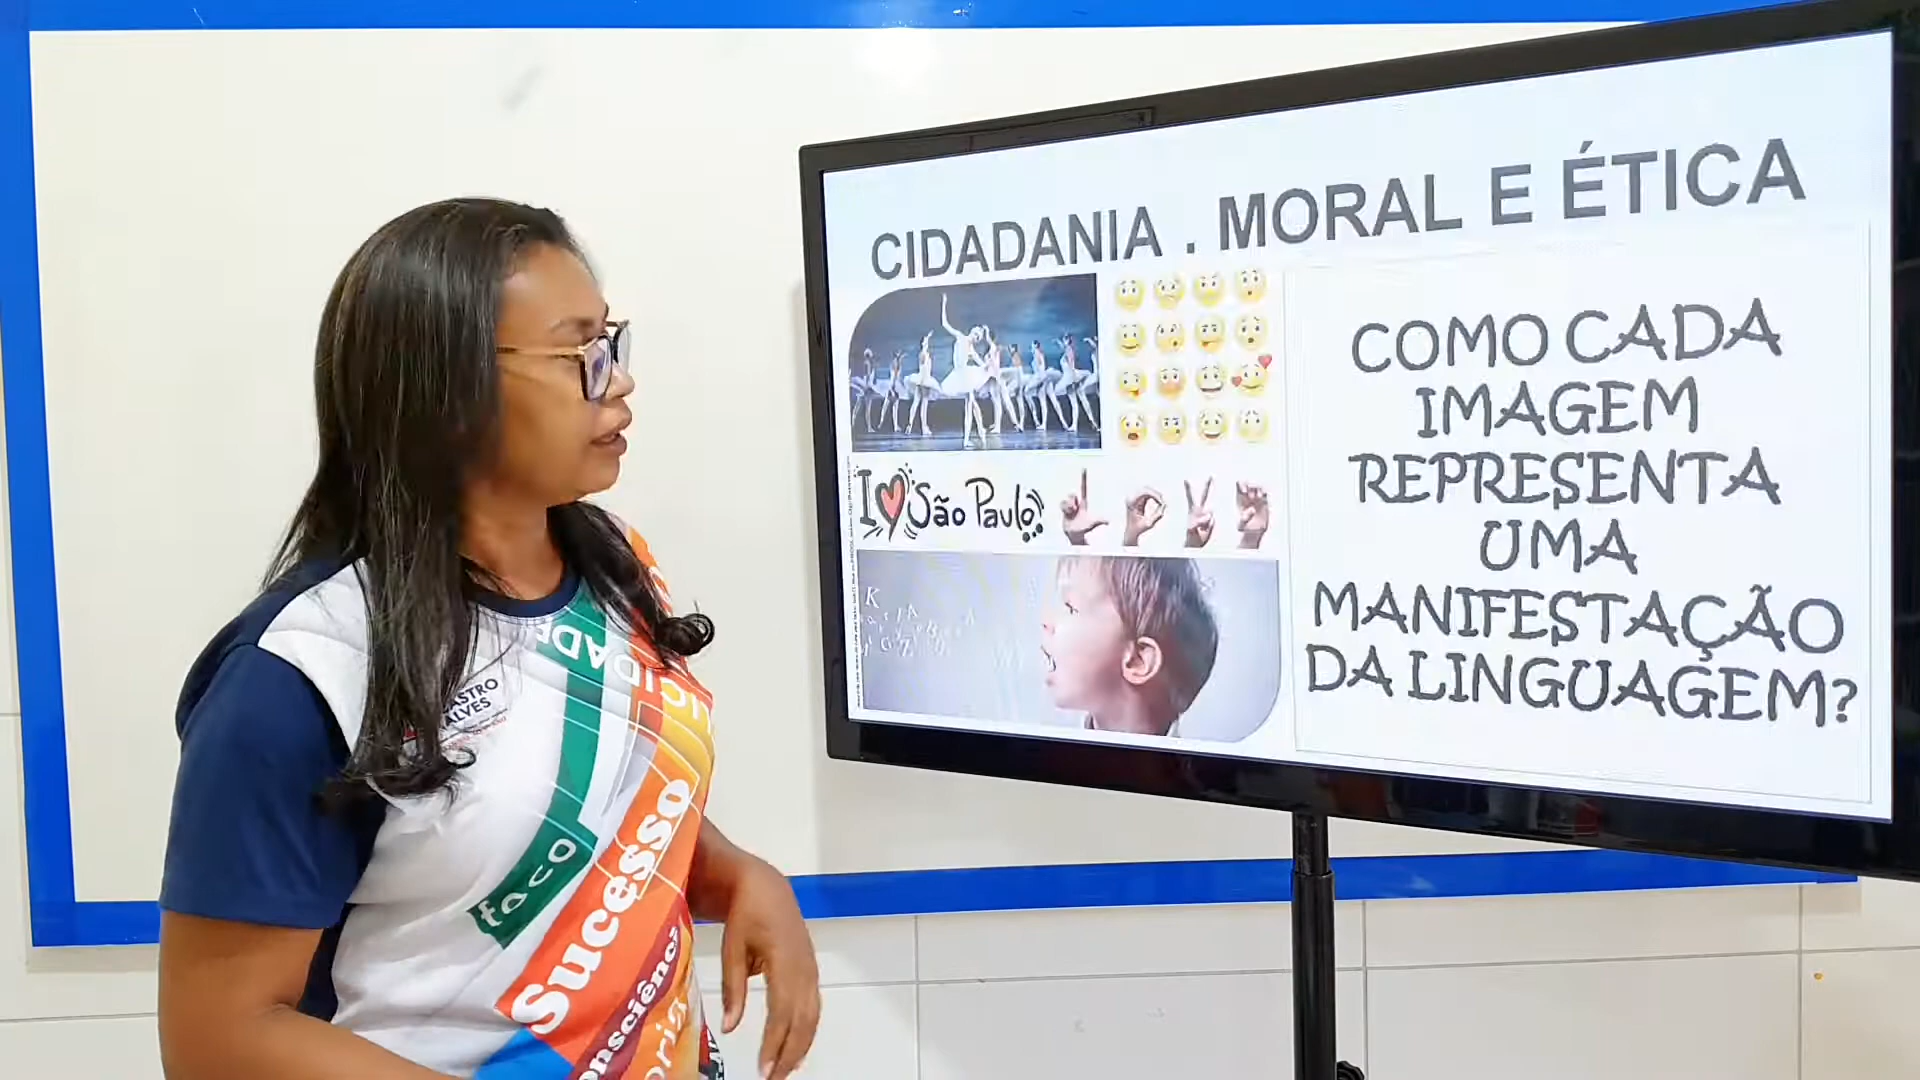 CIDADANIA . MORAL E ÉTICA
I São Paulo
COMO CADA
IMAGEM
REPRESENTA
UMA
MANIFESTAÇÃO
DA LINGUAGEM?
CASTRO
ALVES
foco
Sucesso